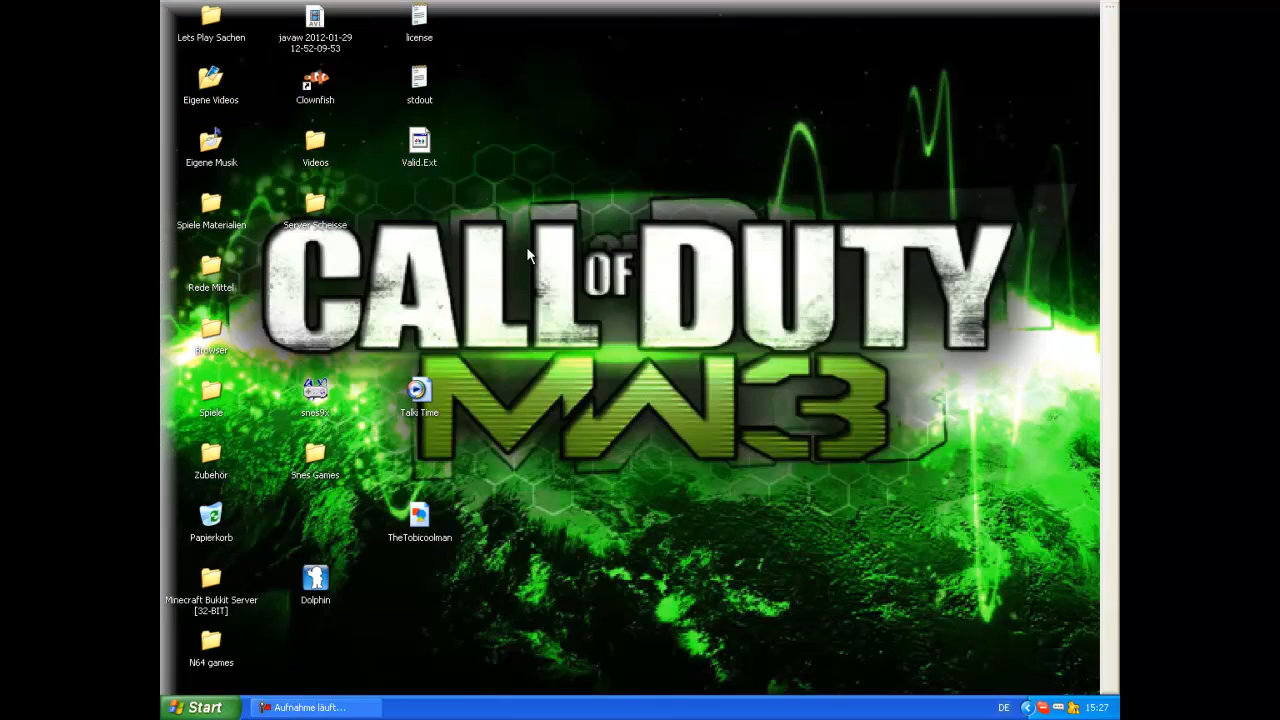 Lets Play Sachen
javaw 2012-01-29
12-52-09-53
license
Eigene Videos
Clownfish
stdout
Eigene Musik
Videos
Valid.Ext
Spiele Materialien
Server Scheisse
Rede Mittel
Browser
Spiele
snes9x
Talki Time
Zubehör
Snes Games
Papierkorb
TheTobicoolman
Minecraft Bukkit Server
[32-BIT]
Dolphin
N64 games
CALL OF DUTY
MW3
Start
Aufnahme läuft...
DE
15:27